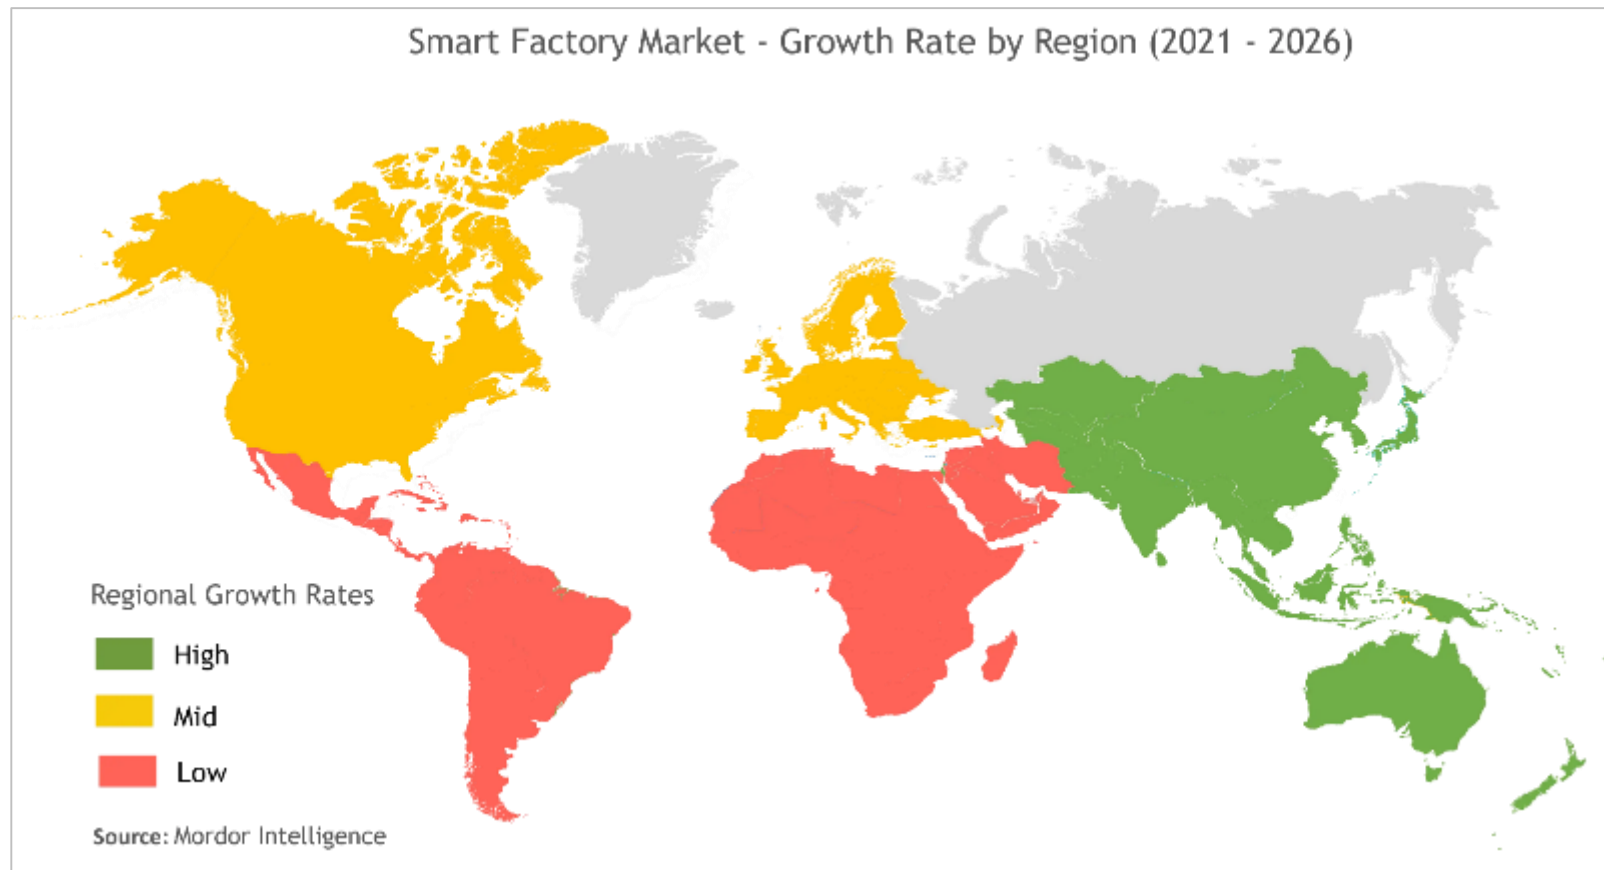 Smart Factory Market - Growth Rate by Region (2021 - 2026)
Regional Growth Rates
High
Mid
Low
Source: Mordor Intelligence